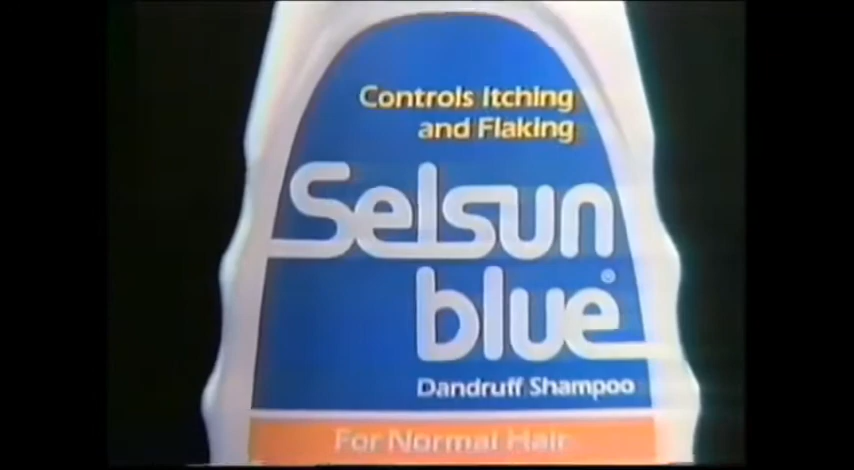 Controls Itching
and Flaking
Selsun
blue®
Dandruff Shampoo
For Normal Hair